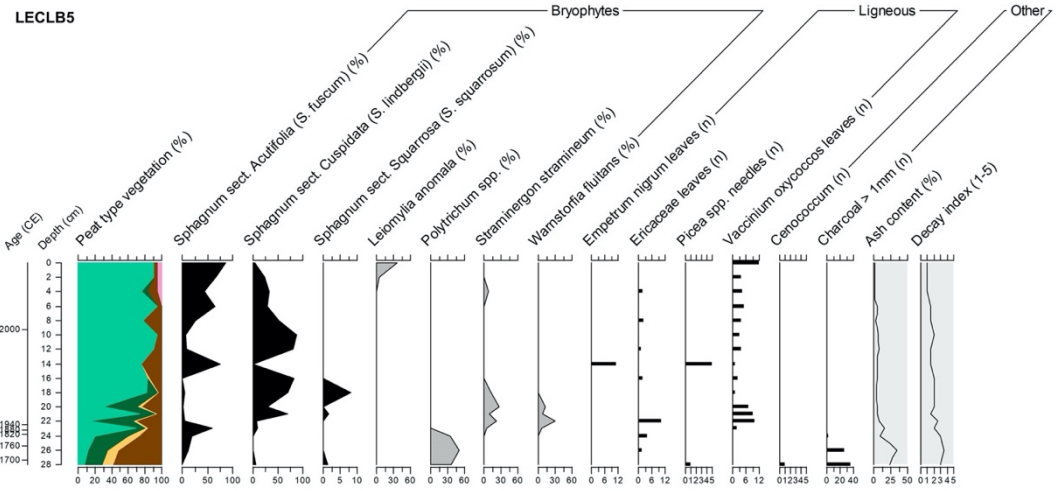 LECLB5
Bryophytes
Ligneous
Other
Age (CE)
Depth (cm)
Peat type vegetation (%)
Sphagnum sect. Acutifolia (S. fuscum) (%)
Sphagnum sect. Cuspidata (S. lindbergii) (%)
Sphagnum sect. Squarrosa (S. squarrosum) (%)
Leiomylia anomala (%)
Polytrichum spp. (%)
Straminergon stramineum (%)
Warnstorfia fluitans (%)
Empetrum nigrum leaves (n)
Ericaceae leaves (n)
Picea spp. needles (n)
Vaccinium oxycoccos leaves (n)
Cenococcum (n)
Charcoal > 1mm (n)
Ash content (%)
Decay index (1-5)
0
2
4
6
8
2000
10
12
14
16
18
20
22
1940
24
1760
26
1700
28
0 20 40 60 80 100
0 50 100
0 50 100
0 5 10
0 30 60
0 30 60
0 30 60
0 30 60
0 6 12
0 6 12
0 1 2 3 4 5
0 6 12
0 1 2 3 4 5
0 20 40
0 25 50
0 1 2 3 4 5